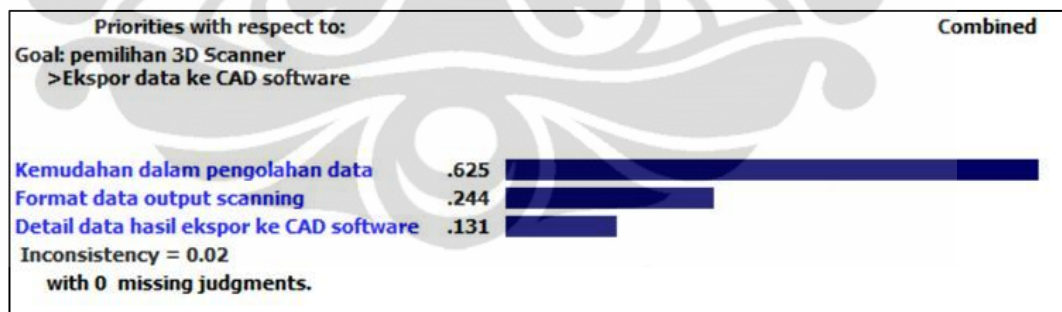 Priorities with respect to: Combined
Goal: pemilihan 3D Scanner
>Ekspor data ke CAD software
Kemudahan dalam pengolahan data .625
Format data output scanning .244
Detail data hasil ekspor ke CAD software .131
Inconsistency = 0.02
with 0 missing judgments.